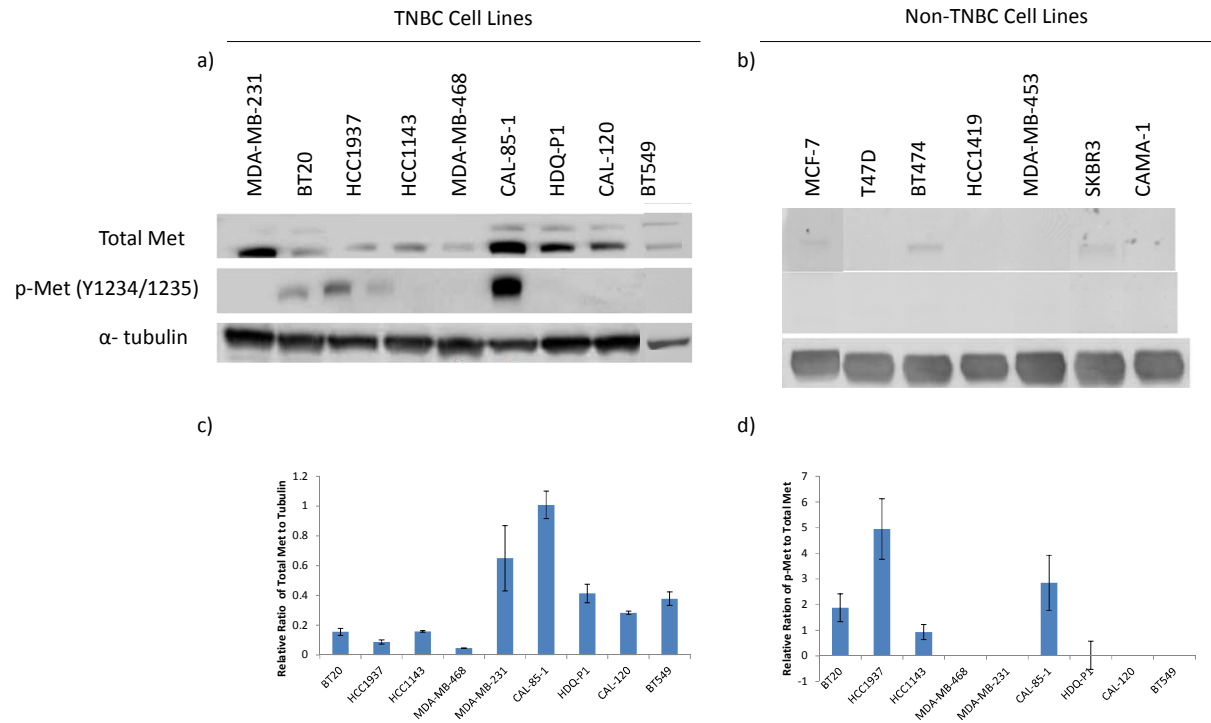 TNBC Cell Lines
Non-TNBC Cell Lines
a)
MDA-MB-231
BT20
HCC1937
HCC1143
MDA-MB-468
CAL-85-1
HDQ-P1
CAL-120
BT549
Total Met
p-Met (Y1234/1235)
α- tubulin
b)
MCF-7
T47D
BT474
HCC1419
MDA-MB-453
SKBR3
CAMA-1
c)
Relative Ratio of Total Met to Tubulin
1.2
1
0.8
0.6
0.4
0.2
0
BT20
HCC1937
HCC1143
MDA-MB-468
MDA-MB-231
CAL-85-1
HDQ-P1
CAL-120
BT549
d)
Relative Ration of p-Met to Total Met
7
6
5
4
3
2
1
0
-1
BT20
HCC1937
HCC1143
MDA-MB-468
MDA-MB-231
CAL-85-1
HDQ-P1
CAL-120
BT549